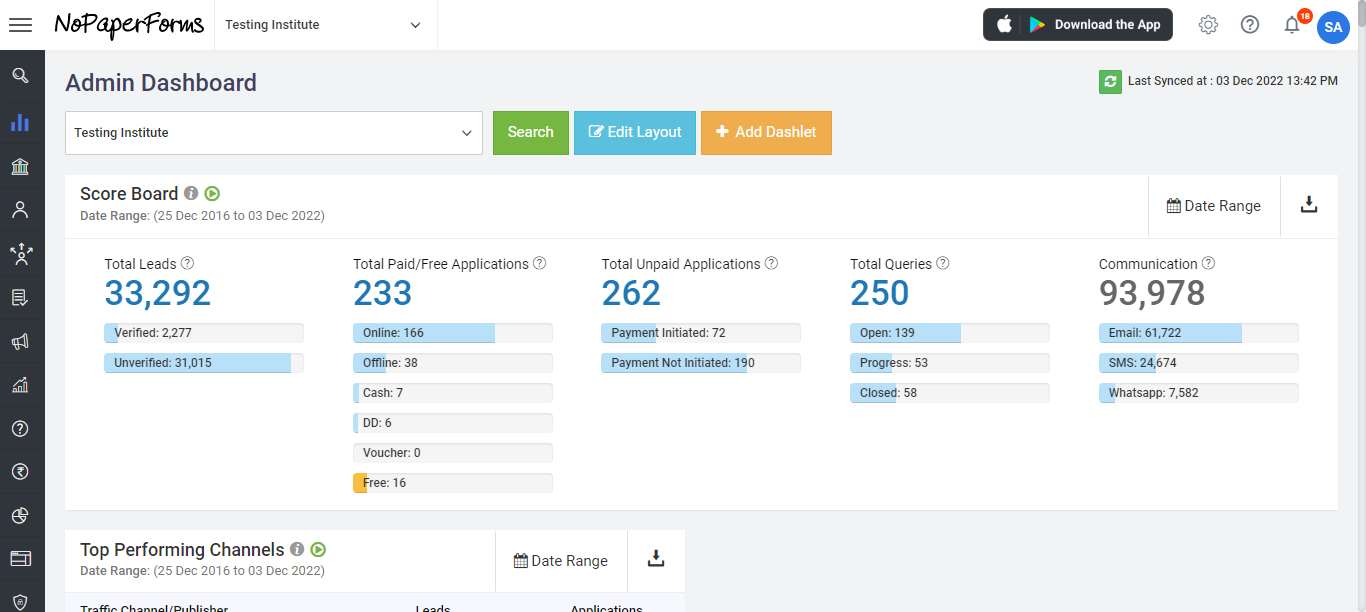 NoPaperForms
Testing Institute
Download the App
18
SA
Admin Dashboard
Last Synced at : 03 Dec 2022 13:42 PM
Testing Institute
Search
Edit Layout
Add Dashlet
Score Board
Date Range: (25 Dec 2016 to 03 Dec 2022)
Date Range
Total Leads
33,292
Verified: 2,277
Unverified: 31,015
Total Paid/Free Applications
233
Online: 166
Offline: 38
Cash: 7
DD: 6
Voucher: 0
Free: 16
Total Unpaid Applications
262
Payment Initiated: 72
Payment Not Initiated: 190
Total Queries
250
Open: 139
Progress: 53
Closed: 58
Communication
93,978
Email: 61,722
SMS: 24,674
Whatsapp: 7,582
Top Performing Channels
Date Range: (25 Dec 2016 to 03 Dec 2022)
Date Range
Traffic Channel/Publisher Leads Applications